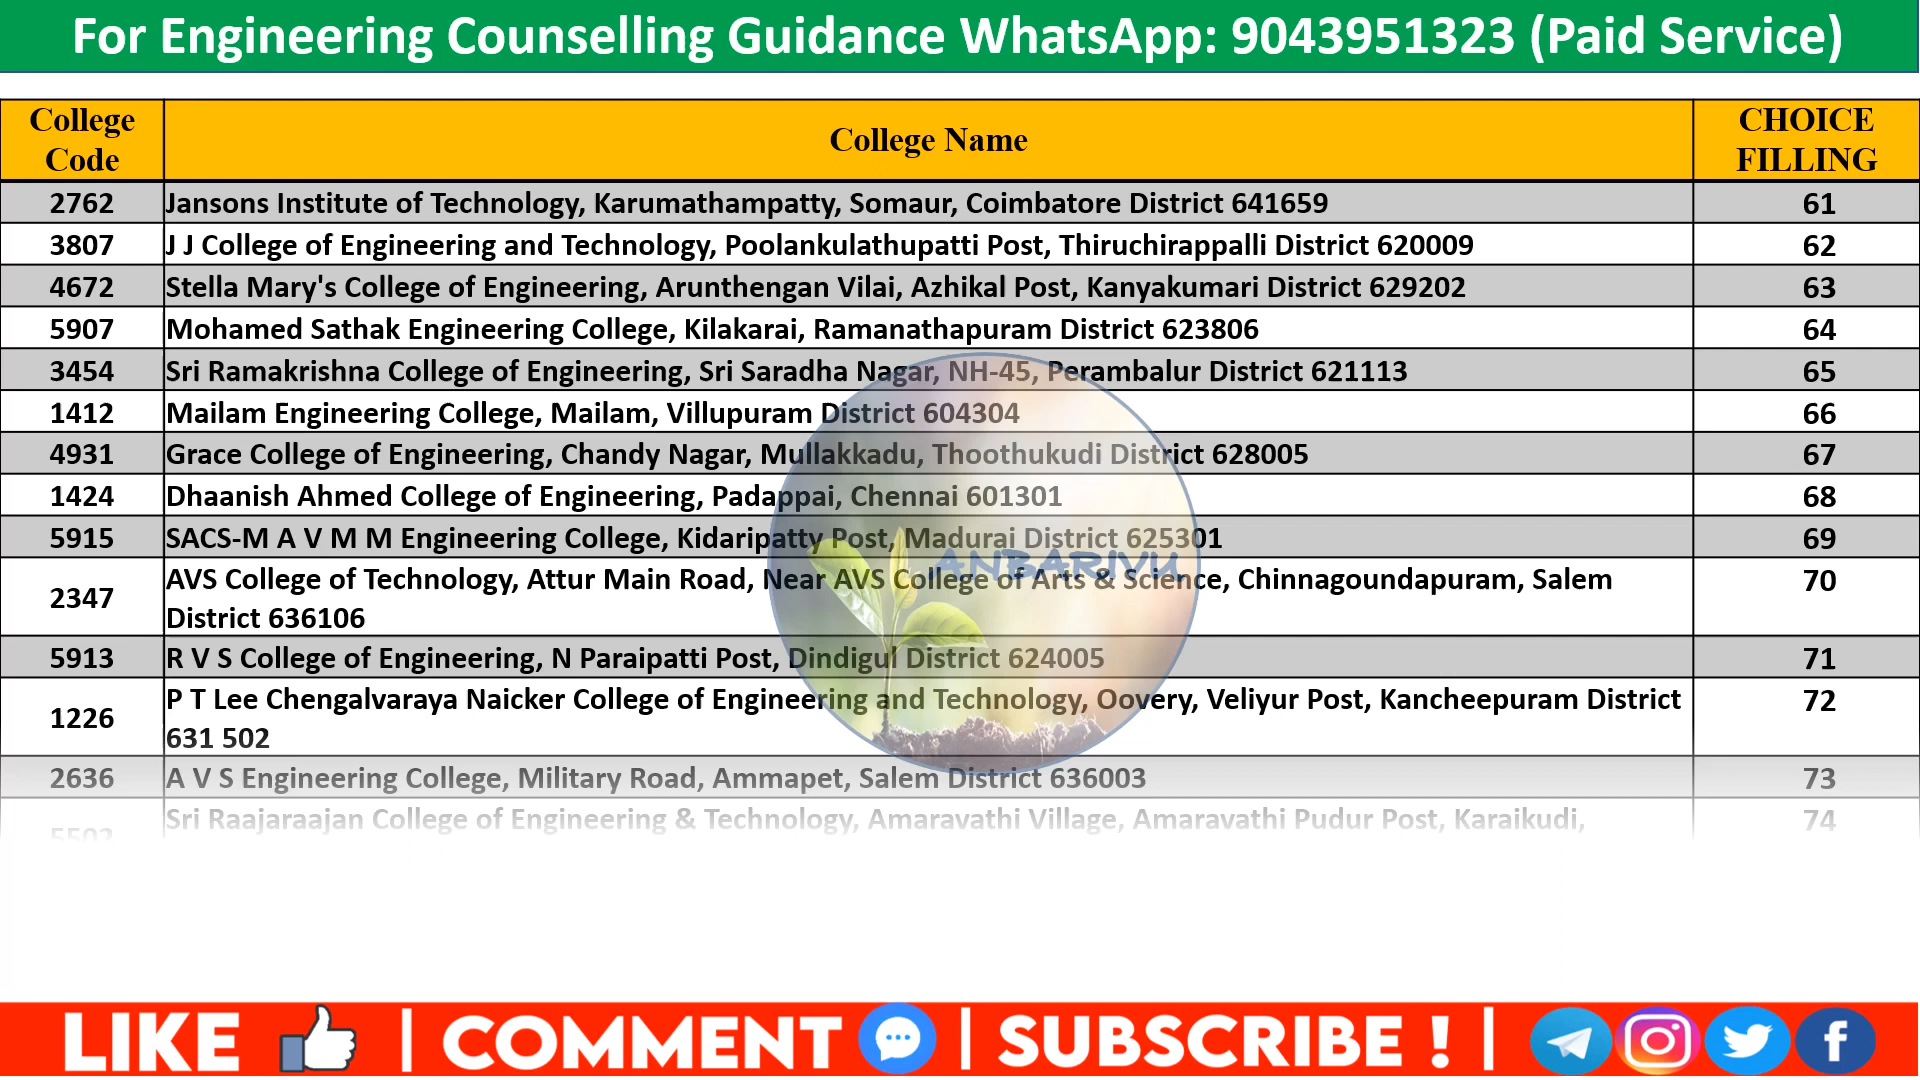 For Engineering Counselling Guidance WhatsApp: 9043951323 (Paid Service)
College Code College Name CHOICE FILLING
2762 Jansons Institute of Technology, Karumathampatty, Somaur, Coimbatore District 641659 61
3807 J J College of Engineering and Technology, Poolankulathupatti Post, Thiruchirappalli District 620009 62
4672 Stella Mary's College of Engineering, Arunthengan Vilai, Azhikal Post, Kanyakumari District 629202 63
5907 Mohamed Sathak Engineering College, Kilakarai, Ramanathapuram District 623806 64
3454 Sri Ramakrishna College of Engineering, Sri Saradha Nagar, NH-45, Perambalur District 621113 65
1412 Mailam Engineering College, Mailam, Villupuram District 604304 66
4931 Grace College of Engineering, Chandy Nagar, Mullakkadu, Thoothukudi District 628005 67
1424 Dhaanish Ahmed College of Engineering, Padappai, Chennai 601301 68
5915 SACS-M A V M M Engineering College, Kidaripatty Post, Madurai District 625301 69
ANBARIVU
2347 AVS College of Technology, Attur Main Road, Near AVS College of Arts & Science, Chinnagoundapuram, Salem 70
District 636106
5913 R V S College of Engineering, N Paraipatti Post, Dindigul District 624005 71
1226 P T Lee Chengalvaraya Naicker College of Engineering and Technology, Oovery, Veliyur Post, Kancheepuram District 72
631 502
2636 A V S Engineering College, Military Road, Ammapet, Salem District 636003 73
Sri Raajaraajan College of Engineering & Technology, Amaravathi Village, Amaravathi Pudur Post, Karaikudi, 74
LIKE | COMMENT | SUBSCRIBE ! |